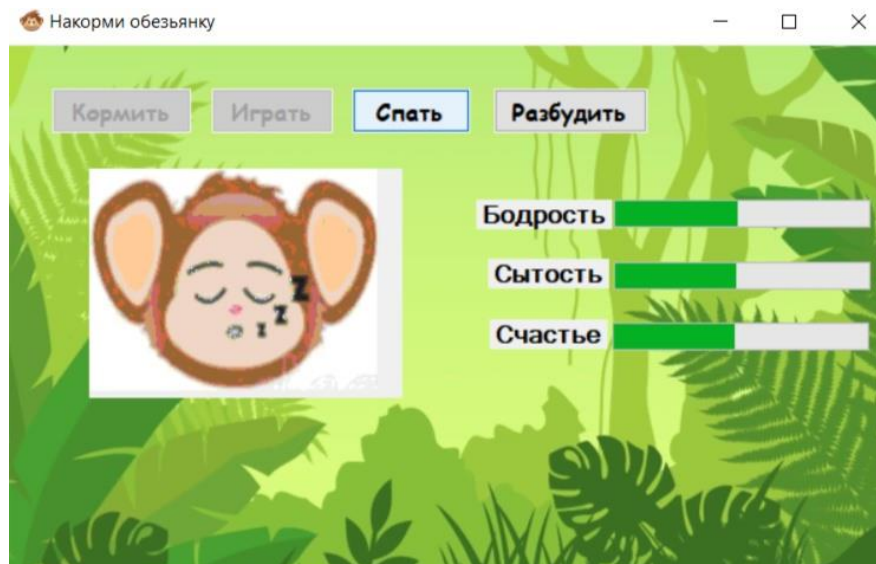 Накорми обезьянку
Кормить Играть Спать Разбудить
Бодрость
Сытость
Счастье
z
z
z